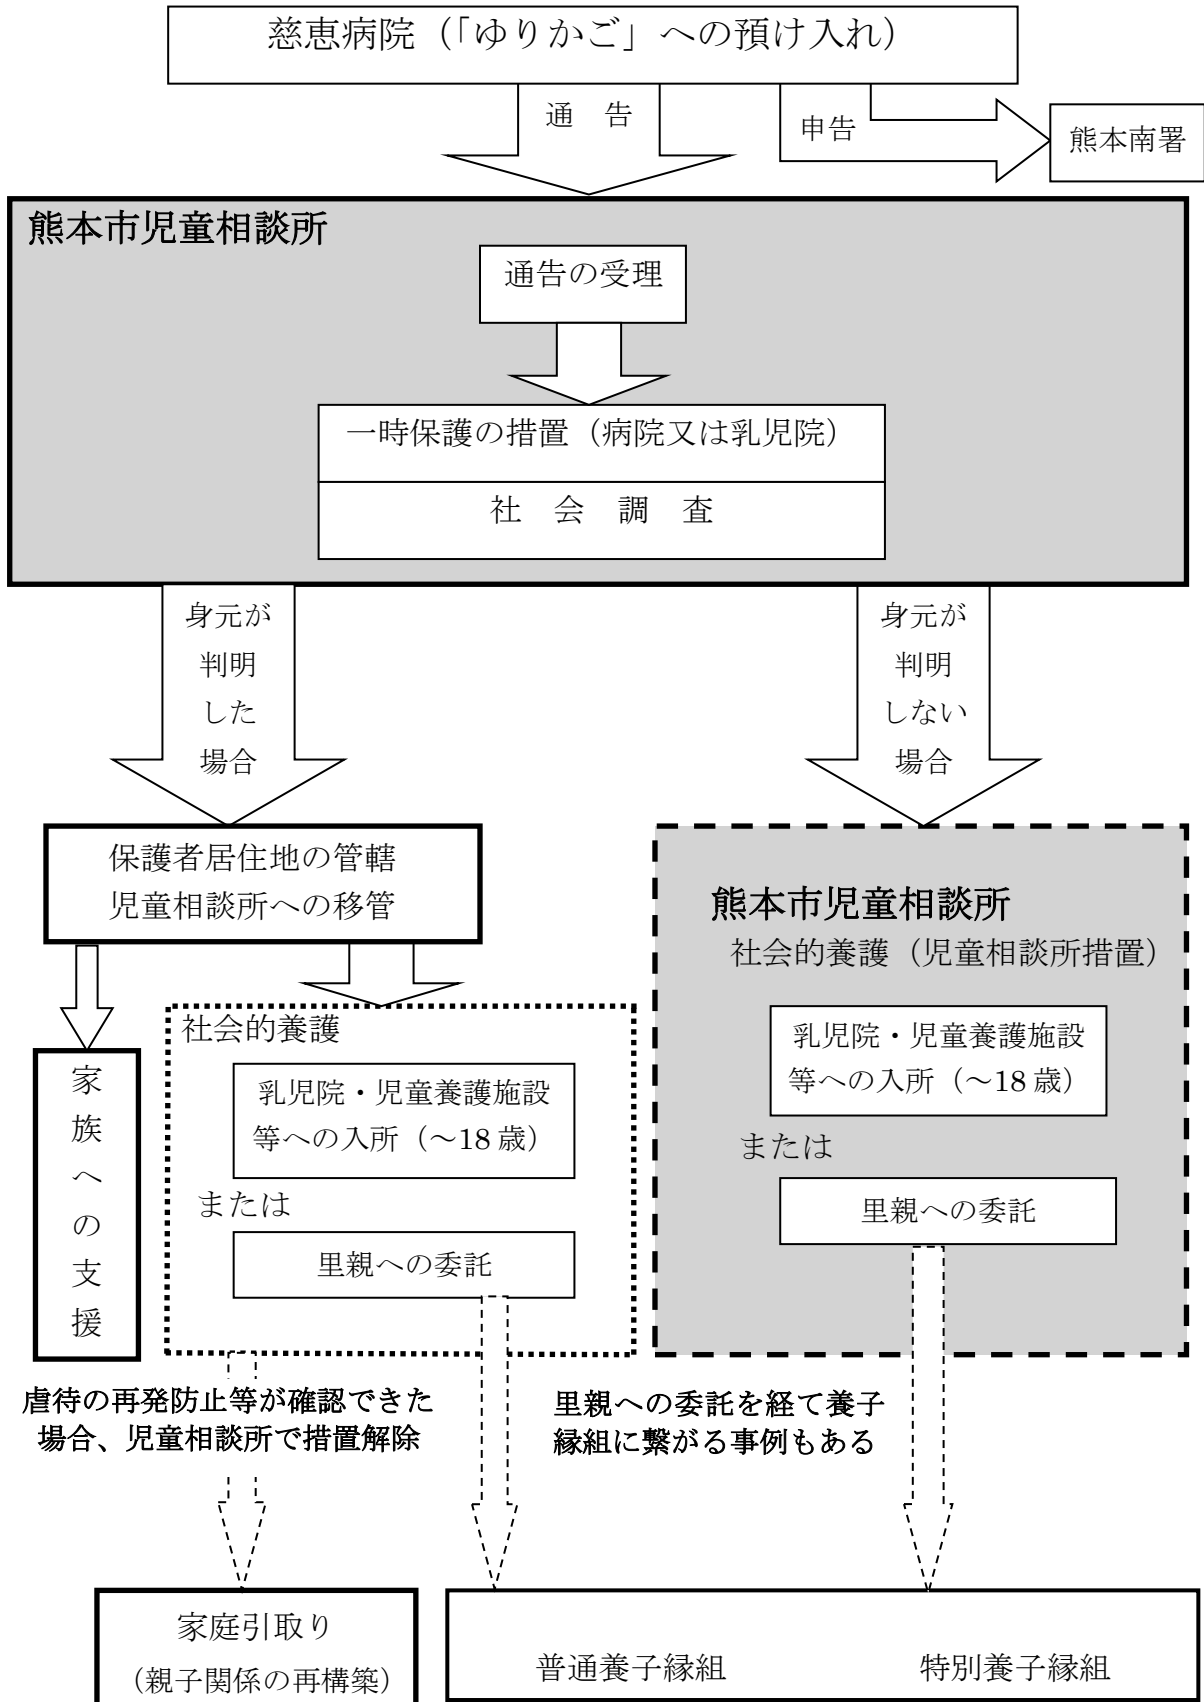 慈恵病院（「ゆりかご」への預け入れ）
通　告
申告
熊本南署
熊本市児童相談所
通告の受理
一時保護の措置（病院又は乳児院）
社　会　調　査
身元が
判明
した
場合
身元が
判明
しない
場合
保護者居住地の管轄
児童相談所への移管
熊本市児童相談所
社会的養護（児童相談所措置）
乳児院・児童養護施設
等への入所（～18歳）
または
里親への委託
家
族
へ
の
支
援
社会的養護
乳児院・児童養護施設
等への入所（～18歳）
または
里親への委託
虐待の再発防止等が確認できた
場合、児童相談所で措置解除
里親への委託を経て養子
縁組に繋がる事例もある
家庭引取り
（親子関係の再構築）
普通養子縁組
特別養子縁組